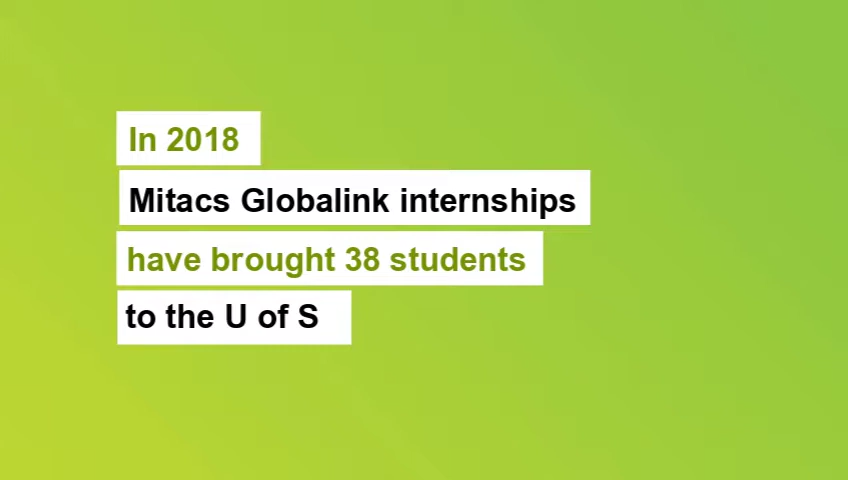 In 2018
Mitacs Globalink internships
have brought 38 students
to the U of S